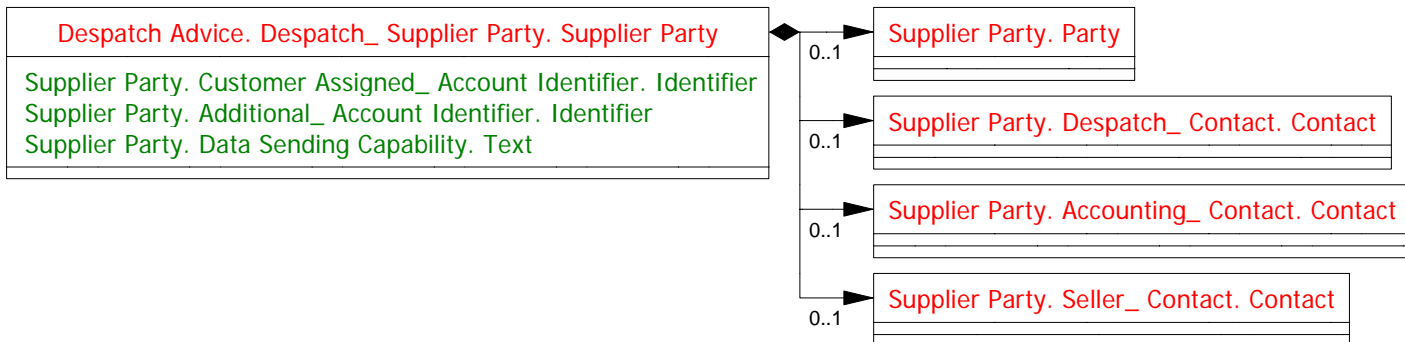 Despatch Advice. Despatch_ Supplier Party. Supplier Party
Supplier Party. Customer Assigned_ Account Identifier. Identifier
Supplier Party. Additional_ Account Identifier. Identifier
Supplier Party. Data Sending Capability. Text
0..1
Supplier Party. Party
0..1
Supplier Party. Despatch_ Contact. Contact
0..1
Supplier Party. Accounting_ Contact. Contact
0..1
Supplier Party. Seller_ Contact. Contact